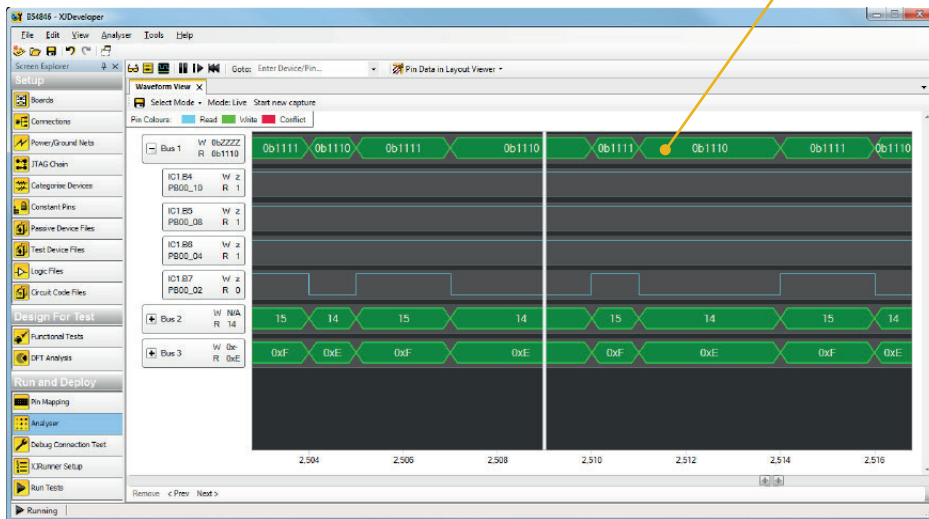 BS4846 - XJDeveloper
File Edit View Analyser Tools Help
Screen Explorer
Goto: Enter Device/Pin... Pin Data in Layout Viewer
Setup
Waveform View X
Boards
Select Mode Mode: Live Start new capture
Connections
Pin Colours: Read Write Conflict
Power/Ground Nets
JTAG Chain
Categorise Devices
Constant Pins
Passive Device Files
Test Device Files
Logic Files
Circuit Code Files
Design For Test
Functional Tests
DFT Analysis
Run and Deploy
Pin Mapping
Analyser
Debug Connection Test
XJRunner Setup
Run Tests
Bus 1 W 0bZZZZ
R 0b1110
0b1111 0b1110 0b1111 0b1110 0b1111 0b1110 0b1111 0b1110
IC1.B4 W z
PB00_10 R 1
IC1.B5 W z
PB00_08 R 1
IC1.B6 W z
PB00_04 R 1
IC1.B7 W z
PB00_02 R 0
Bus 2 W N/A
R 14
15 14 15 14 15 14 15 14
Bus 3 W 0x-
R 0xE
0xF 0xE 0xF 0xE 0xF 0xE 0xF 0xE
2,504 2,506 2,508 2,510 2,512 2,514 2,516
Remove < Prev Next >
Running